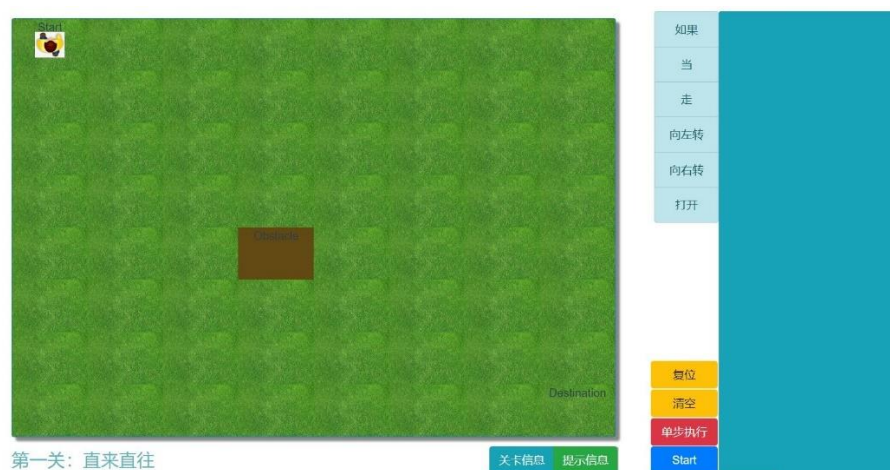 Start
Obstacle
Destination
第一关：直来直往
关卡信息
提示信息
如果
当
走
向左转
向右转
打开
复位
清空
单步执行
Start